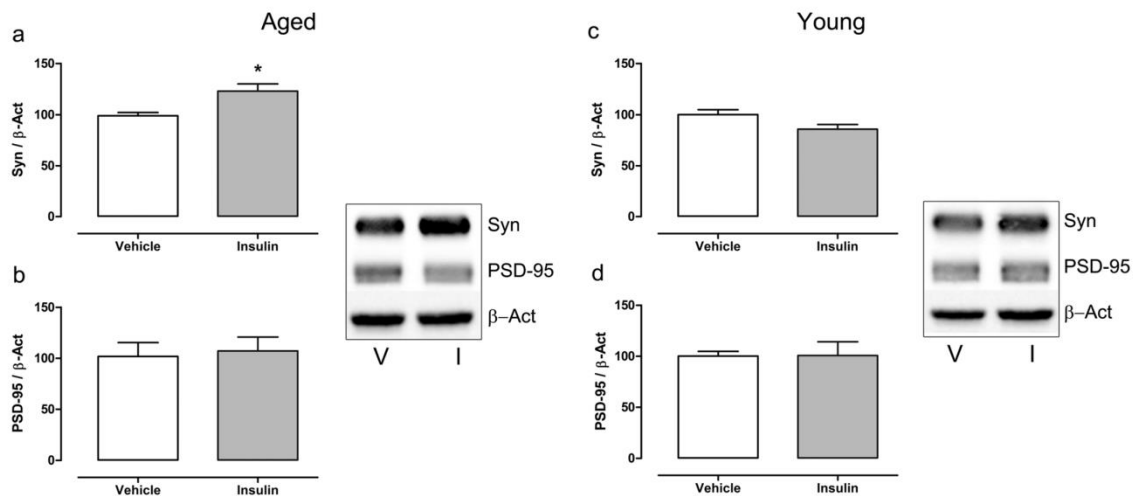 Aged
a
Syn / β-Act
150
100
50
0
*
Vehicle Insulin
b
PSD-95 / β-Act
150
100
50
0
Vehicle Insulin
Syn
PSD-95
β–Act
V I
Young
c
Syn / β-Act
150
100
50
0
Vehicle Insulin
d
PSD-95 / β-Act
150
100
50
0
Vehicle Insulin
Syn
PSD-95
β–Act
V I